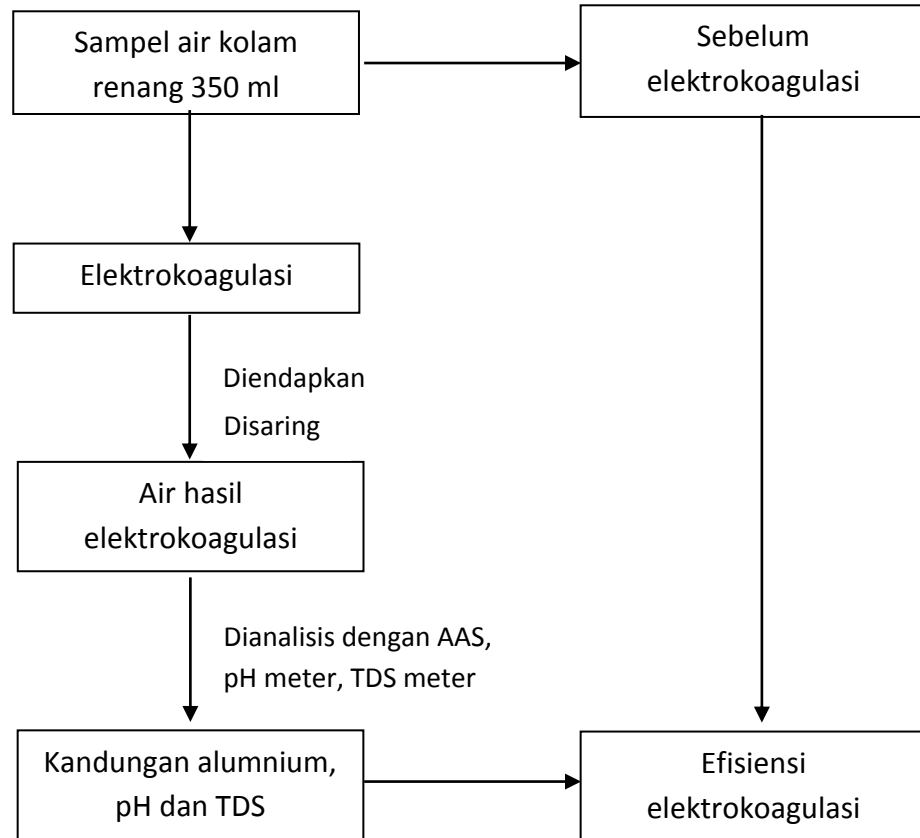 Sampel air kolam
renang 350 ml
Sebelum
elektrokoagulasi
Elektrokoagulasi
Diendapkan
Disaring
Air hasil
elektrokoagulasi
Dianalisis dengan AAS,
pH meter, TDS meter
Kandungan alumnium,
pH dan TDS
Efisiensi
elektrokoagulasi